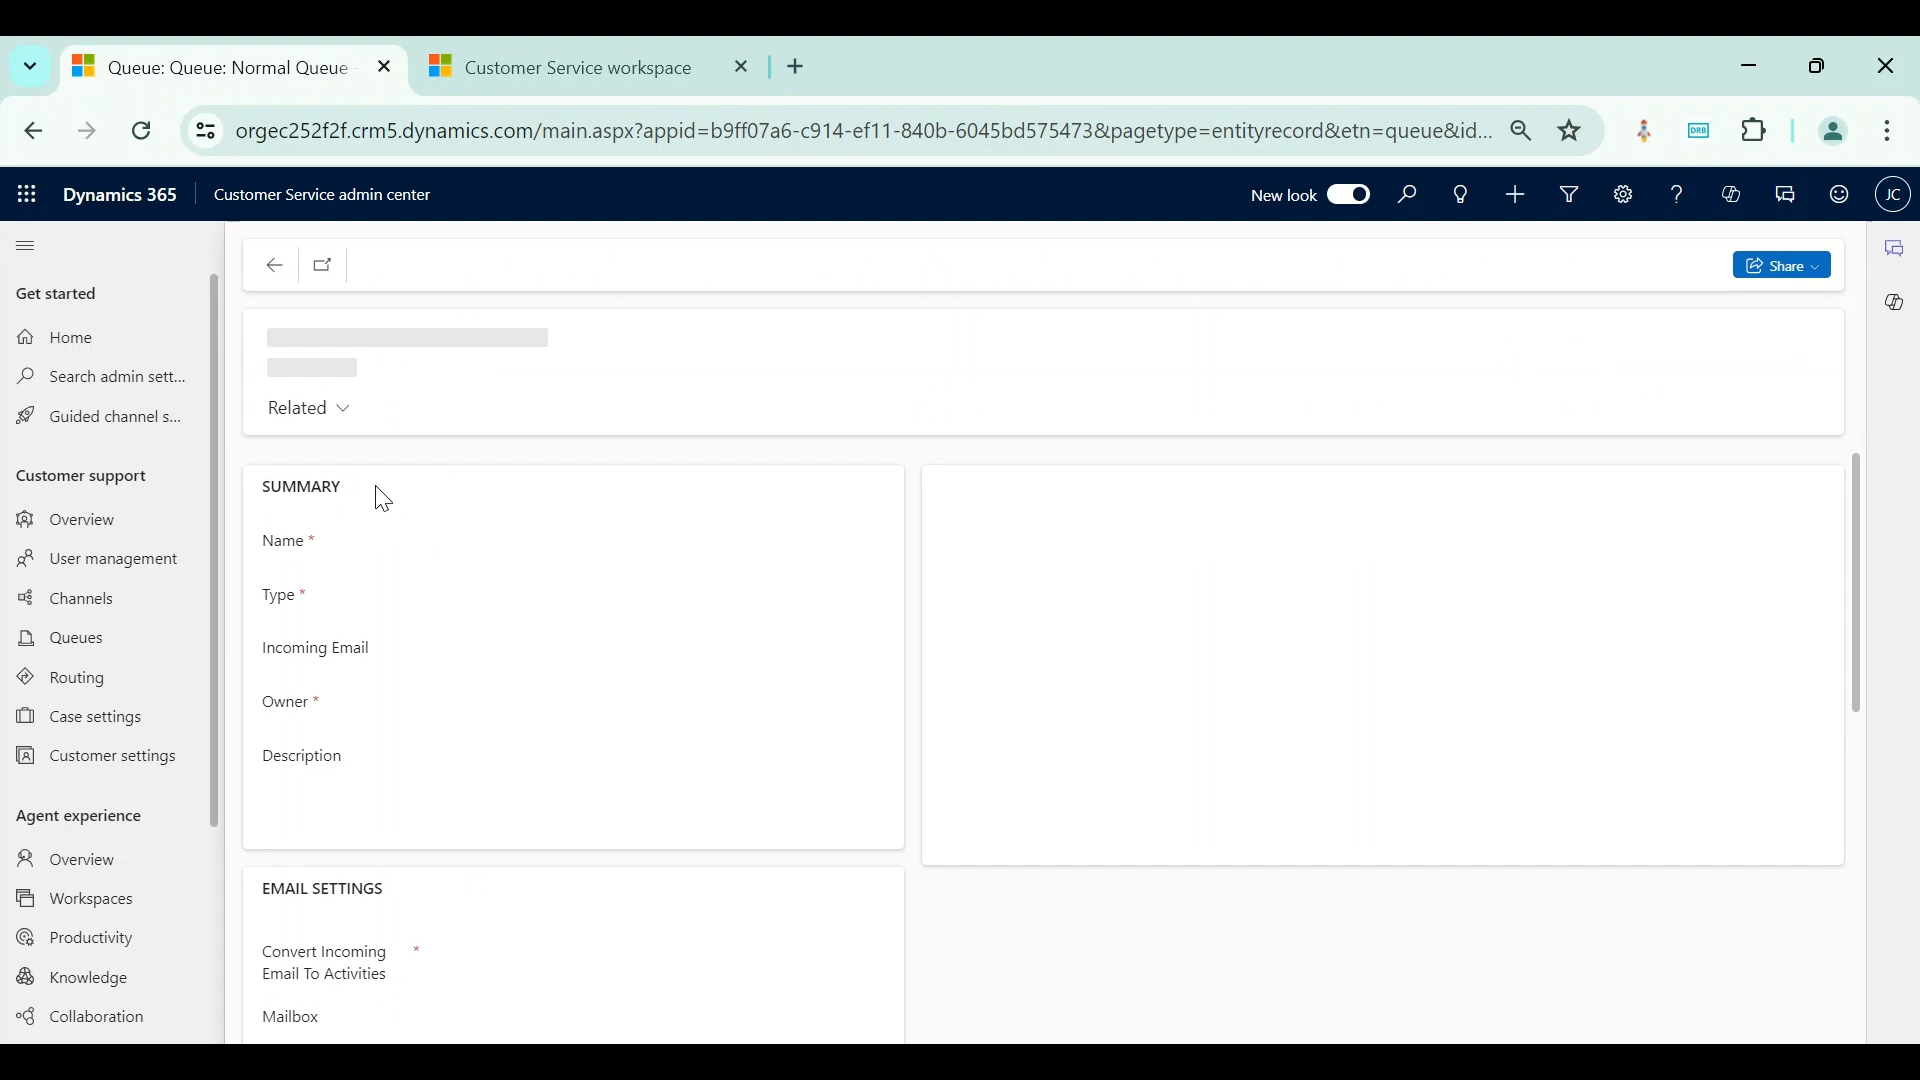 Queue: Queue: Normal Queue
Customer Service workspace
orgec252f2f.crm5.dynamics.com/main.aspx?appid=b9ff07a6-c914-ef11-840b-6045bd575473&pagetype=entityrecord&etn=queue&id...
DRB
Dynamics 365
Customer Service admin center
New look
JC
Get started
Home
Search admin sett...
Guided channel s...
Customer support
Overview
User management
Channels
Queues
Routing
Case settings
Customer settings
Agent experience
Overview
Workspaces
Productivity
Knowledge
Collaboration
Share
Related
SUMMARY
Name *
Type *
Incoming Email
Owner *
Description
EMAIL SETTINGS
Convert Incoming *
Email To Activities
Mailbox